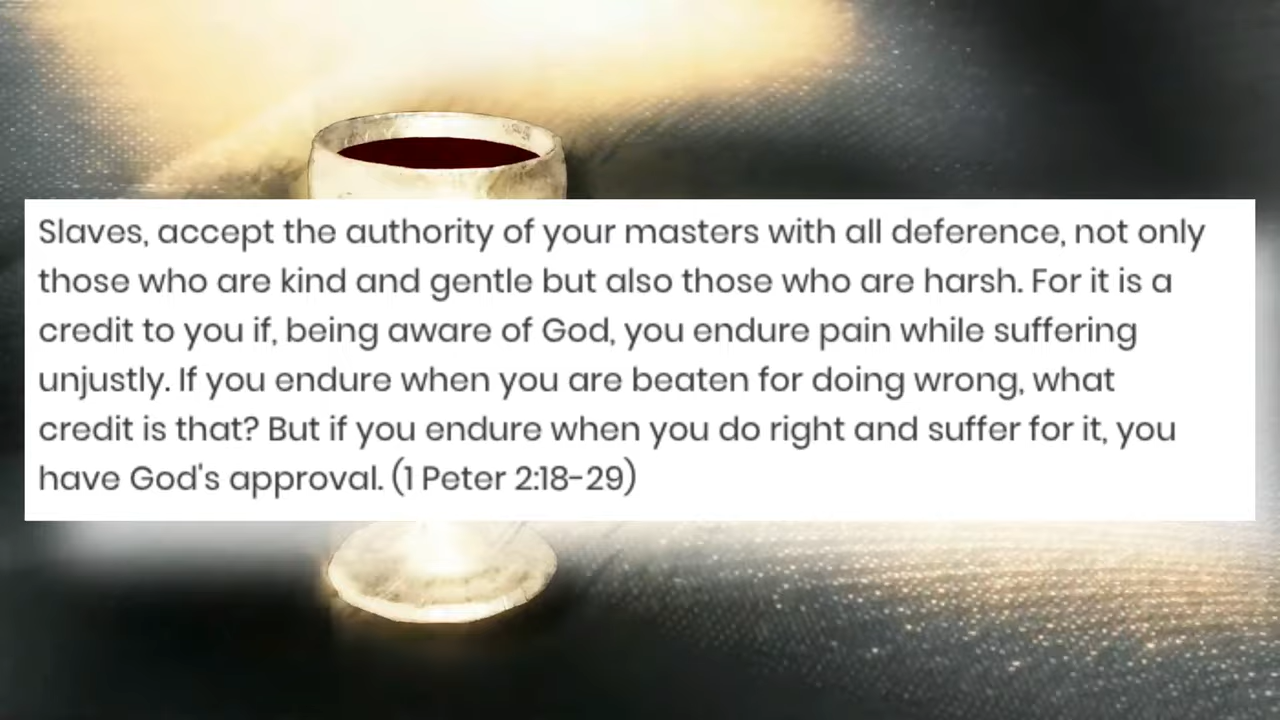 Slaves, accept the authority of your masters with all deference, not only
those who are kind and gentle but also those who are harsh. For it is a
credit to you if, being aware of God, you endure pain while suffering
unjustly. If you endure when you are beaten for doing wrong, what
credit is that? But if you endure when you do right and suffer for it, you
have God's approval. (1 Peter 2:18-29)